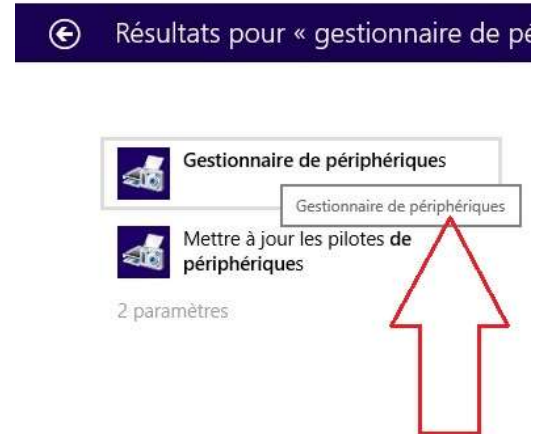 Résultats pour « gestionnaire de pé
Gestionnaire de périphériques
Gestionnaire de périphériques
Mettre à jour les pilotes de
périphériques
2 paramètres